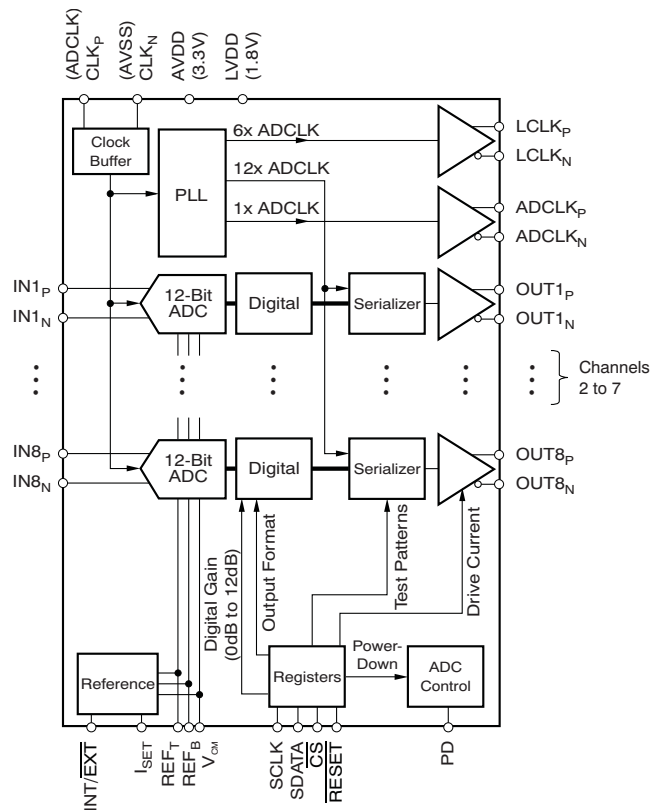 (ADCLK)
CLKP
(AVSS)
CLKN
AVDD
(3.3V)
LVDD
(1.8V)
Clock
Buffer
PLL
6x ADCLK
12x ADCLK
1x ADCLK
LCLKP
LCLKN
ADCLKP
ADCLKN
IN1P
IN1N
12-Bit
ADC
Digital
Serializer
OUT1P
OUT1N
Channels
2 to 7
IN8P
IN8N
12-Bit
ADC
Digital
Serializer
OUT8P
OUT8N
Digital Gain
(0dB to 12dB)
Output Format
Test Patterns
Drive Current
Reference
Registers
Power-
Down
ADC
Control
INT/EXT
ISET
REFT
REFB
VCM
SCLK
SDATA
CS
RESET
PD